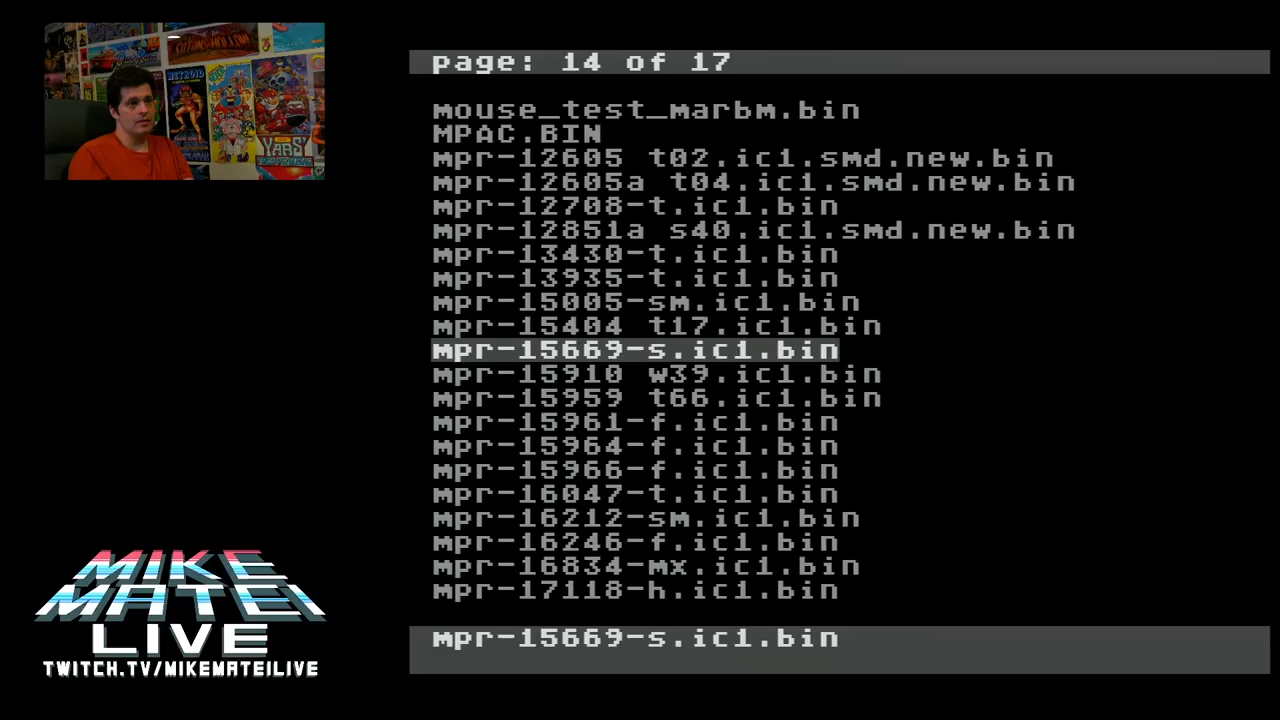 page: 14 of 17
mouse_test_marbm.bin
MPAC.BIN
mpr-12605 t02.ic1.smd.new.bin
mpr-12605a t04.ic1.smd.new.bin
mpr-12708-t.ic1.bin
mpr-12851a s40.ic1.smd.new.bin
mpr-13430-t.ic1.bin
mpr-13935-t.ic1.bin
mpr-15005-sm.ic1.bin
mpr-15404 t17.ic1.bin
mpr-15669-s.ic1.bin
mpr-15910 w39.ic1.bin
mpr-15959 t66.ic1.bin
mpr-15961-f.ic1.bin
mpr-15964-f.ic1.bin
mpr-15966-f.ic1.bin
mpr-16047-t.ic1.bin
mpr-16212-sm.ic1.bin
mpr-16246-f.ic1.bin
mpr-16834-mx.ic1.bin
mpr-17118-h.ic1.bin
mpr-15669-s.ic1.bin
METROID
YARS'
MIKE
MATEI
LIVE
TWITCH.TV/MIKEMATEILIVE